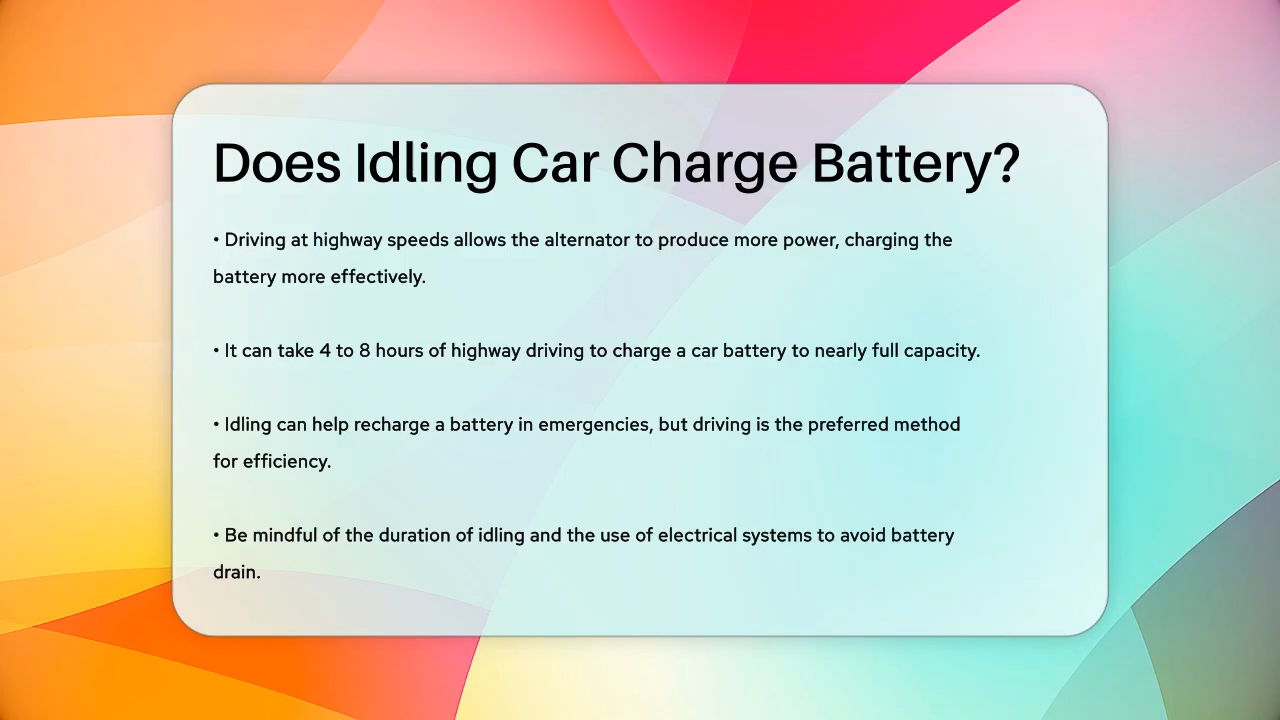 Does Idling Car Charge Battery?
• Driving at highway speeds allows the alternator to produce more power, charging the
battery more effectively.
• It can take 4 to 8 hours of highway driving to charge a car battery to nearly full capacity.
• Idling can help recharge a battery in emergencies, but driving is the preferred method
for efficiency.
• Be mindful of the duration of idling and the use of electrical systems to avoid battery
drain.